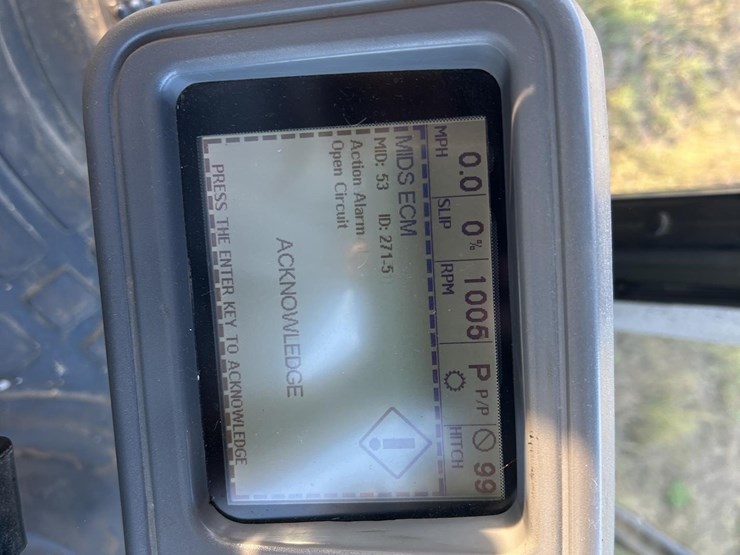 0.0 0% 1005 P P/P 99
MPH SLIP RPM HITCH
MIDS ECM
MID: 53 ID: 271-5
Action Alarm
Open Circuit
ACKNOWLEDGE
PRESS THE ENTER KEY TO ACKNOWLEDGE